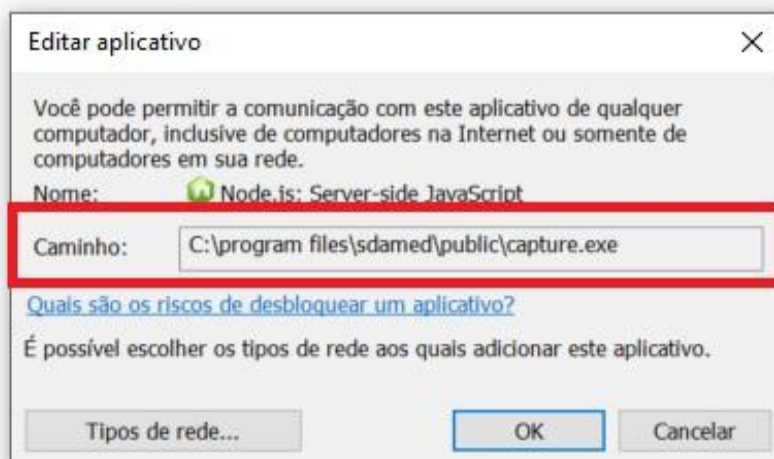 Editar aplicativo
Você pode permitir a comunicação com este aplicativo de qualquer
computador, inclusive de computadores na Internet ou somente de
computadores em sua rede.
Nome: Node.js: Server-side JavaScript
Caminho: C:\program files\sdamed\public\capture.exe
Quais são os riscos de desbloquear um aplicativo?
É possível escolher os tipos de rede aos quais adicionar este aplicativo.
Tipos de rede... OK Cancelar